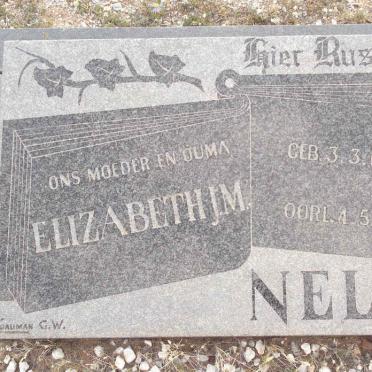 Hier Rus
ONS MOEDER EN OUMA
ELIZABETH J.M.
GEB. 3. 3.
OORL. 4. 5
NEL
G.W.